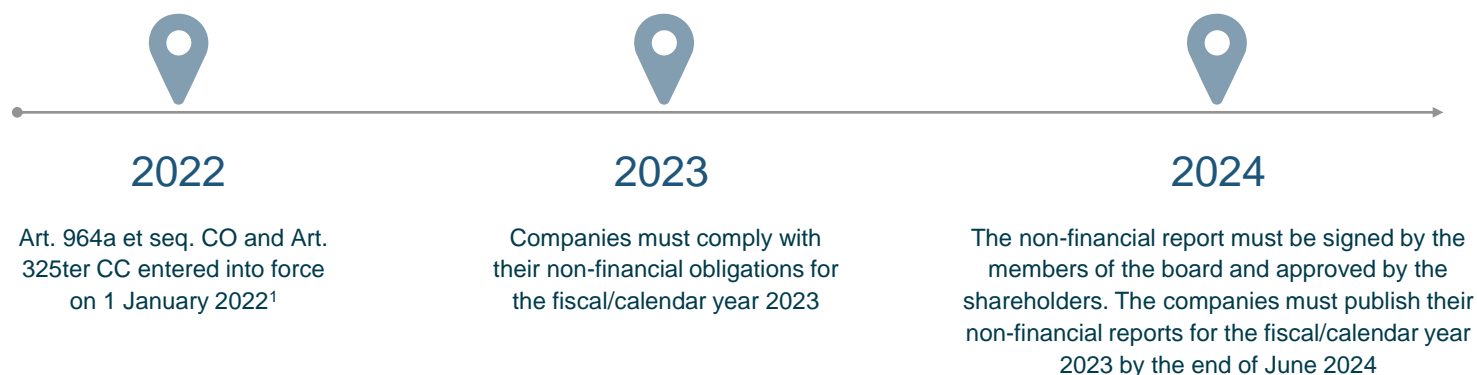 2022
Art. 964a et seq. CO and Art.
325ter CC entered into force
on 1 January 2022¹
2023
Companies must comply with
their non-financial obligations for
the fiscal/calendar year 2023
2024
The non-financial report must be signed by the
members of the board and approved by the
shareholders. The companies must publish their
non-financial reports for the fiscal/calendar year
2023 by the end of June 2024